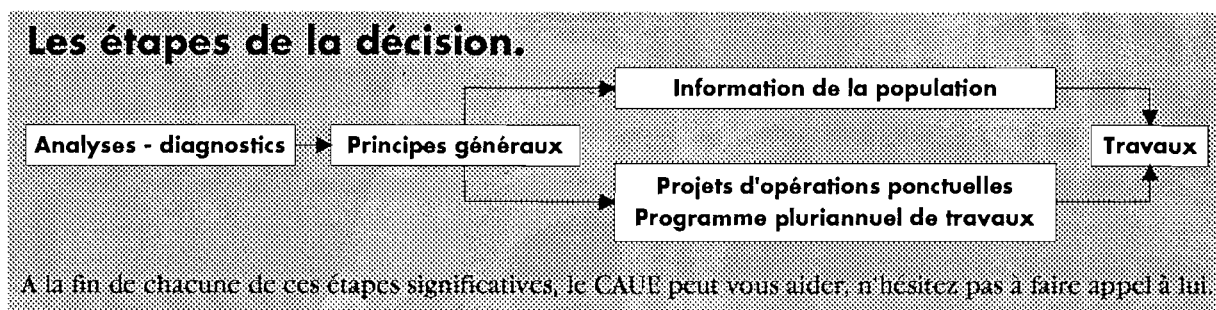 Les étapes de la décision.
Information de la population
Analyses - diagnostics
Principes généraux
Travaux
Projets d'opérations ponctuelles
Programme pluriannuel de travaux
A la fin de chacune de ces étapes significatives, le CAUE peut vous aider, n'hésitez pas à faire appel à lui.